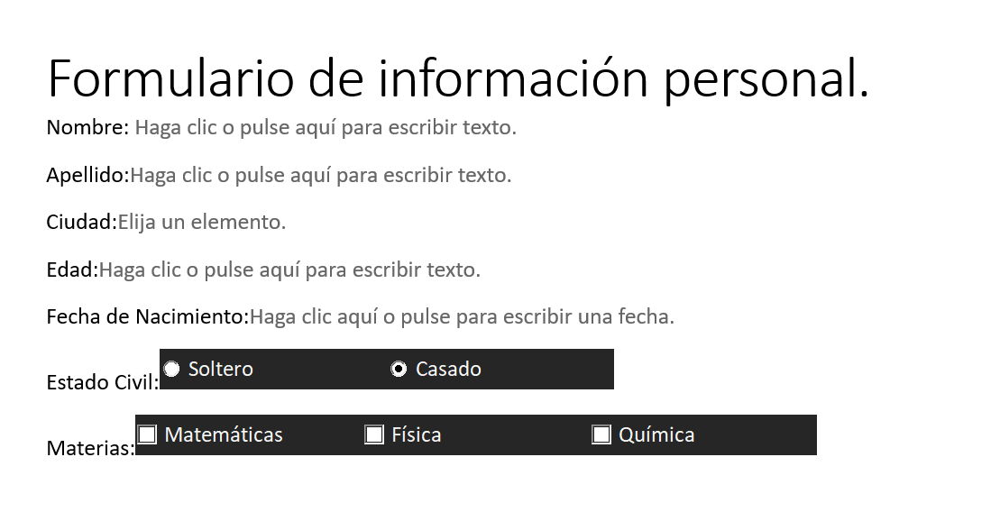 Formulario de información personal.
Nombre: Haga clic o pulse aquí para escribir texto.
Apellido:Haga clic o pulse aquí para escribir texto.
Ciudad:Elija un elemento.
Edad:Haga clic o pulse aquí para escribir texto.
Fecha de Nacimiento:Haga clic aquí o pulse para escribir una fecha.
Estado Civil: Soltero Casado
Materias: Matemáticas Física Química